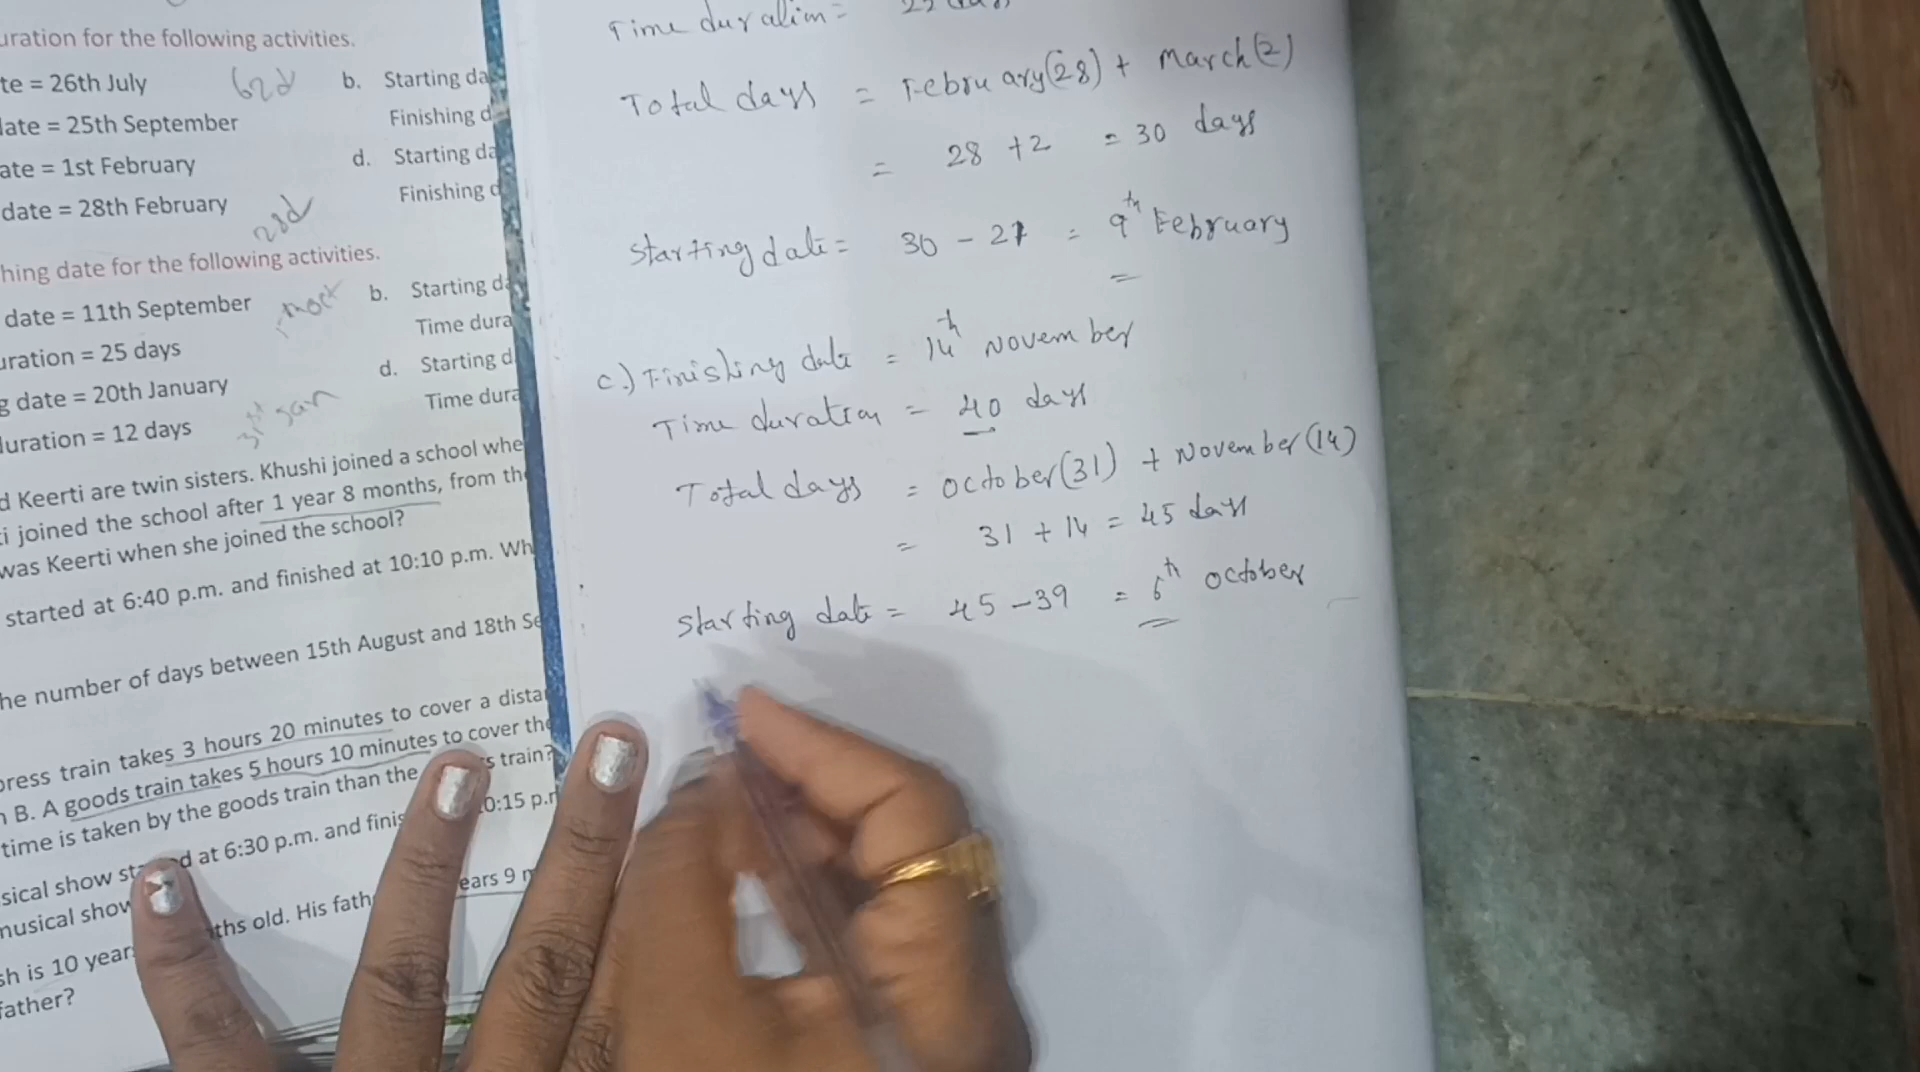 uration for the following activities.
te = 26th July
62d
b. Starting da
late = 25th September
Finishing d
ate = 1st February
d. Starting da
date = 28th February
Finishing d
28d
hing date for the following activities.
date = 11th September
b. Starting da
uration = 25 days
Time dura
g date = 20th January
d. Starting d
luration = 12 days
Time dura
31st Jan
d Keerti are twin sisters. Khushi joined a school whe
ti joined the school after 1 year 8 months, from th
was Keerti when she joined the school?
started at 6:40 p.m. and finished at 10:10 p.m. Wh
he number of days between 15th August and 18th Se
press train takes 3 hours 20 minutes to cover a distan
n B. A goods train takes 5 hours 10 minutes to cover the
time is taken by the goods train than the s train?
sical show sta d at 6:30 p.m. and finis 0:15 p.m
musical show
sh is 10 year ths old. His fath ears 9 m
father?
Time duration =
Total days = February(28) + March(2)
= 28 + 2 = 30 days
Starting date = 30 - 21 = 9th February
c.) Finishing date = 14th November
Time duration = 40 days
Total days = October(31) + November(14)
= 31 + 14 = 45 days
Starting date = 45 - 39 = 6th October